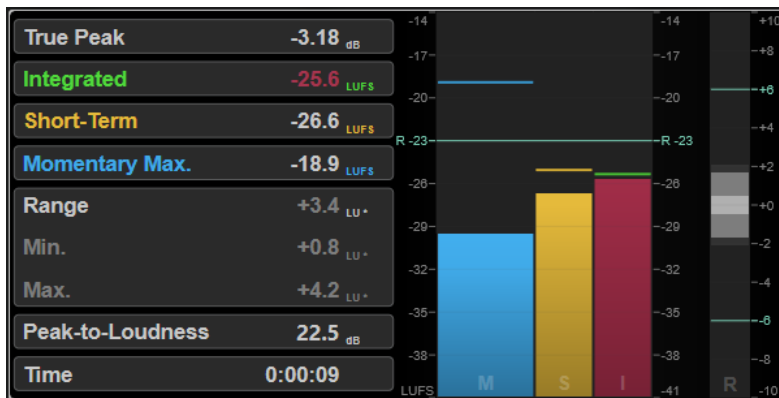 True Peak -3.18 dB
Integrated -25.6 LUFS
Short-Term -26.6 LUFS
Momentary Max. -18.9 LUFS
Range +3.4 LU*
Min. +0.8 LU*
Max. +4.2 LU*
Peak-to-Loudness 22.5 dB
Time 0:00:09
-14 -14 +10
-17 -17 +8
+6
-20 -20
R -23 R -23
+2
-26 -26
+0
-29 -29
-2
-32 -32
-35 -35
-6
-38 -38 -8
LUFS M S I -41 R -10